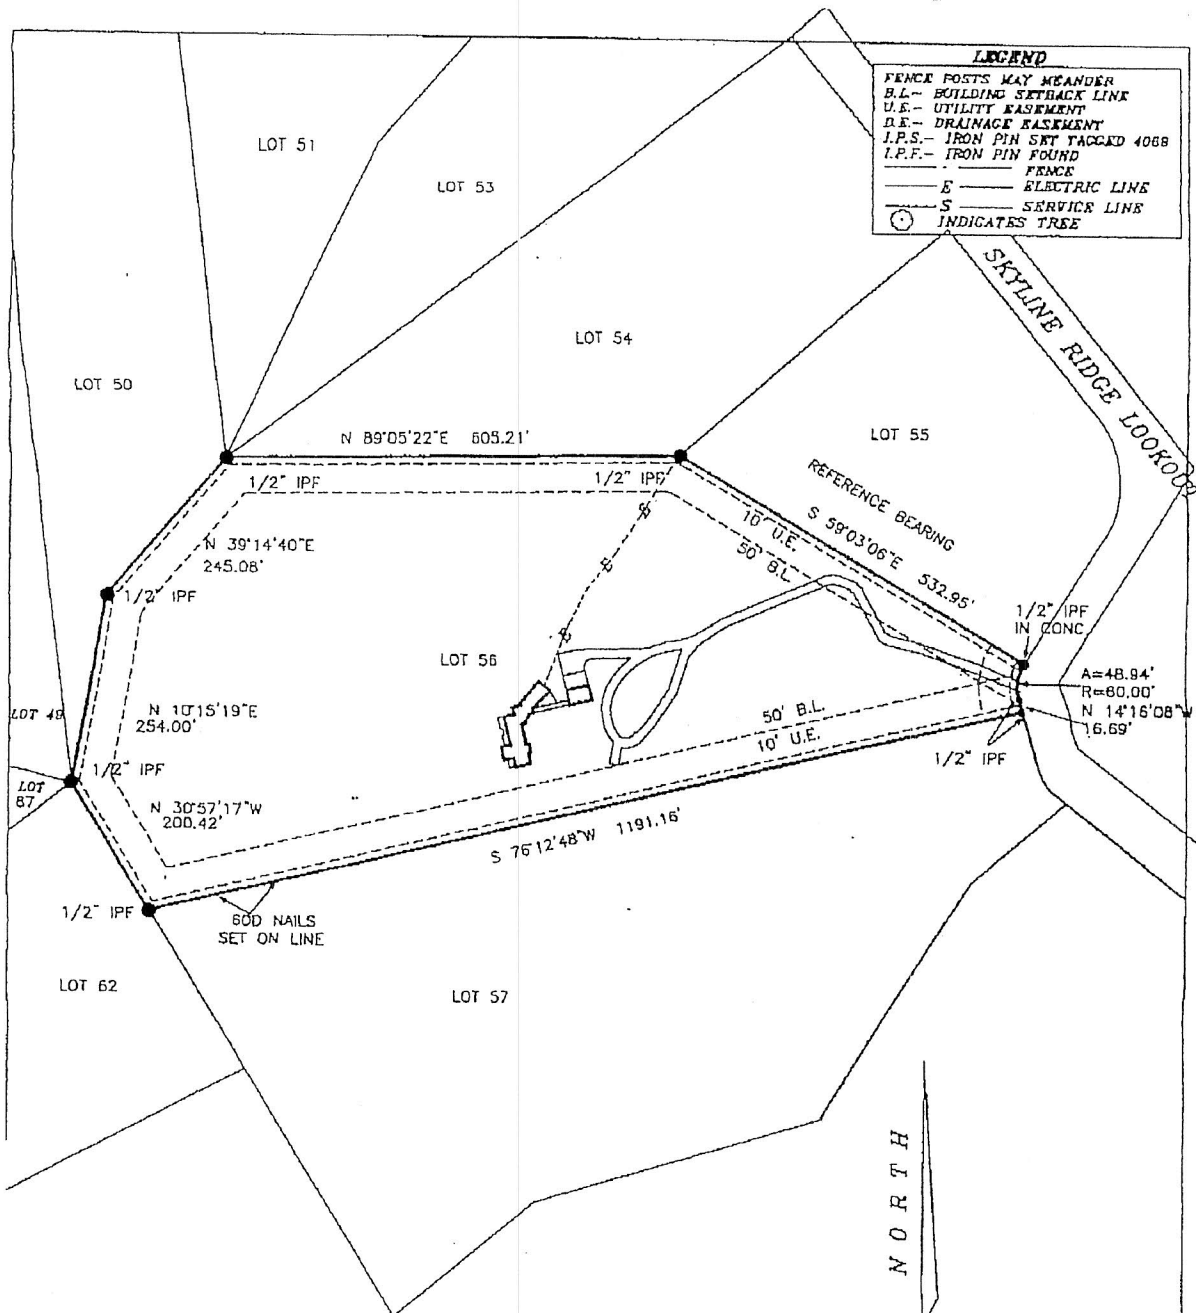 LEGEND
FENCE POSTS MAY MEANDER
B.L.- BUILDING SETBACK LINE
U.E.- UTILITY EASEMENT
D.E.- DRAINAGE EASEMENT
I.P.S.- IRON PIN SET TAGGED 4069
I.P.F.- IRON PIN FOUND
FENCE
E ELECTRIC LINE
S SERVICE LINE
INDICATES TREE
LOT 51
LOT 53
SKYLINE RIDGE LOOKOUT
LOT 54
LOT 50
LOT 55
N 89°05'22"E 605.21'
REFERENCE BEARING
S 59°03'06"E 532.95'
1/2" IPF
1/2" IPF
10' U.E.
50' B.L.
N 39°14'40"E
245.08'
E
E
1/2" IPF
1/2" IPF
IN CONC.
LOT 56
A=48.94'
R=60.00'
N 14°16'08"W
16.69'
LOT 49
N 10°15'19"E
254.00'
50' B.L.
10' U.E.
1/2" IPF
1/2" IPF
LOT
87
N 30°57'17"W
200.42'
S 76°12'48"W 1191.16'
1/2" IPF
60D NAILS
SET ON LINE
LOT 62
LOT 57
NORTH